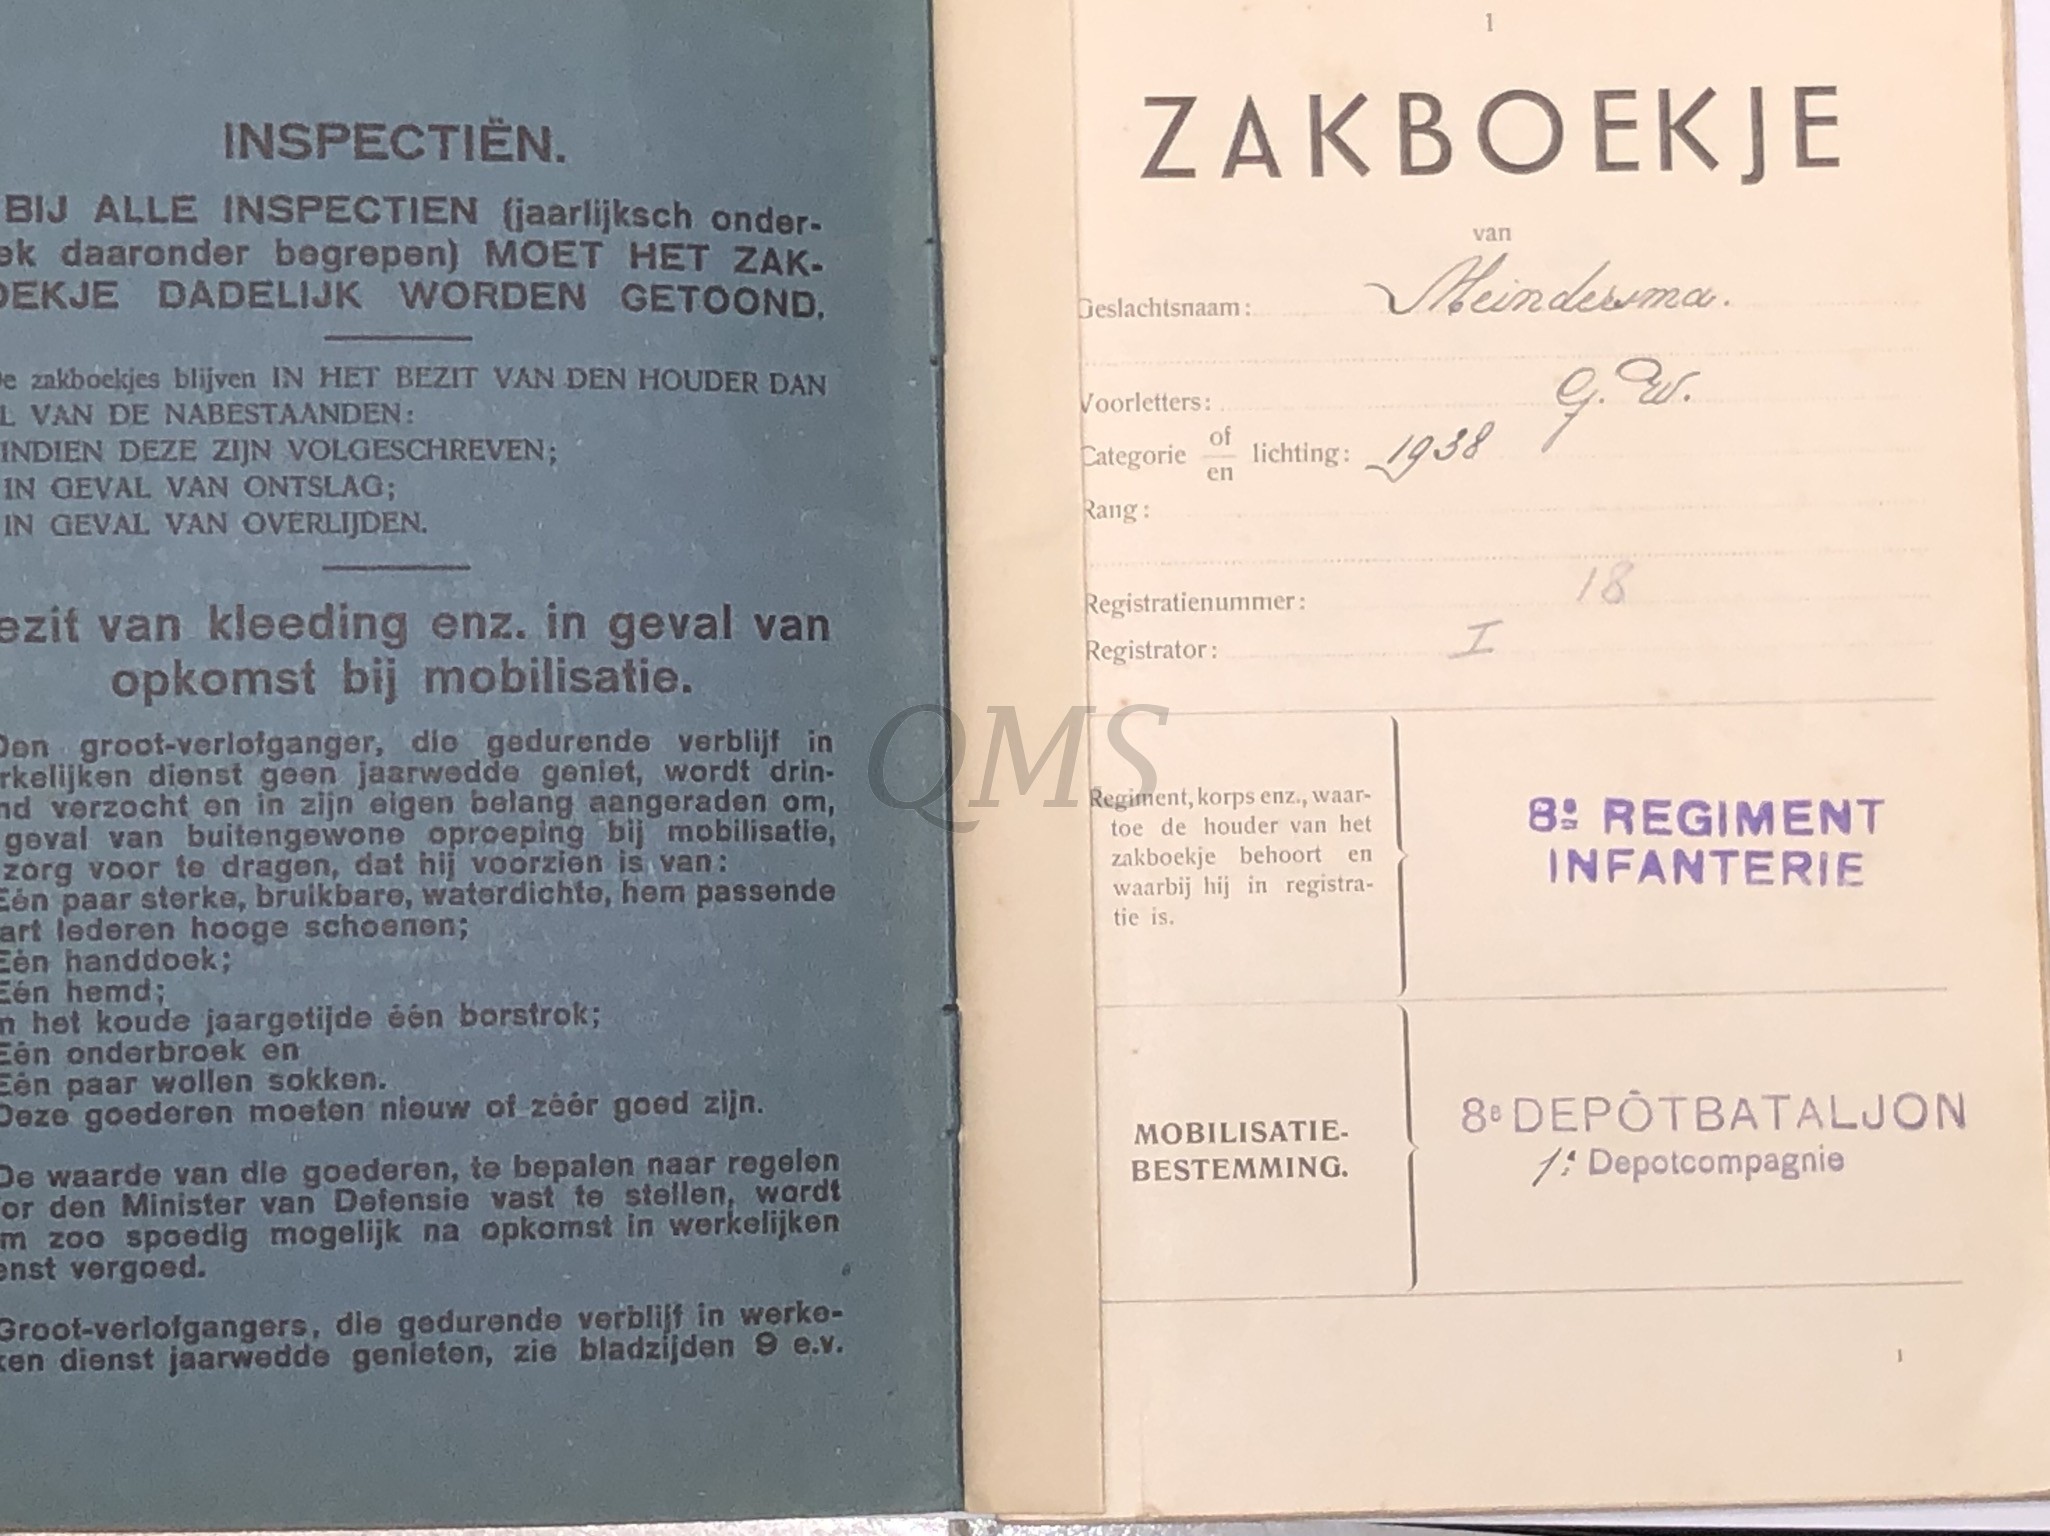 INSPECTIËN.
BIJ ALLE INSPECTIEN (jaarlijksch onder-
ek daaronder begrepen) MOET HET ZAK-
OEKJE DADELIJK WORDEN GETOOND.
De zakboekjes blijven IN HET BEZIT VAN DEN HOUDER DAN
L VAN DE NABESTAANDEN:
INDIEN DEZE ZIJN VOLGESCHREVEN;
IN GEVAL VAN ONTSLAG;
IN GEVAL VAN OVERLIJDEN.
ezit van kleeding enz. in geval van
opkomst bij mobilisatie.
Den groot-verlofganger, die gedurende verblijf in
rkelijken dienst geen jaarwedde geniet, wordt drin-
nd verzocht en in zijn eigen belang aangeraden om,
geval van buitengewone oproeping bij mobilisatie,
zorg voor te dragen, dat hij voorzien is van:
Eén paar sterke, bruikbare, waterdichte, hem passende
art lederen hooge schoenen;
Eén handdoek;
Eén hemd;
n het koude jaargetijde één borstrok;
Eén onderbroek en
Eén paar wollen sokken.
Deze goederen moeten nieuw of zéér goed zijn.
De waarde van die goederen, te bepalen naar regelen
or den Minister van Defensie vast te stellen, wordt
m zoo spoedig mogelijk na opkomst in werkelijken
enst vergoed.
Groot-verlofgangers, die gedurende verblijf in werke-
ken dienst jaarwedde genieten, zie bladzijden 9 e.v.
1
ZAKBOEKJE
van
Geslachtsnaam: Meindersma.
Voorletters: G. W.
Categorie of en lichting: 1938
Rang:
Registratienummer: 18
Registrator: I
Regiment, korps enz., waar-
toe de houder van het
zakboekje behoort en
waarbij hij in registra-
tie is.
8e REGIMENT
INFANTERIE
MOBILISATIE-
BESTEMMING.
8e DEPÔTBATALJON
1e Depotcompagnie
1
QMS